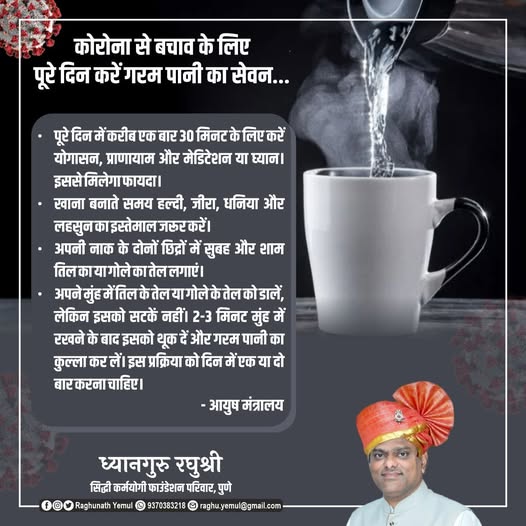 कोरोना से बचाव के लिए
पूरे दिन करें गरम पानी का सेवन...
• पूरे दिन में करीब एक बार 30 मिनट के लिए करें
योगासन, प्राणायाम और मेडिटेशन या ध्यान।
इससे मिलेगा फायदा।
• खाना बनाते समय हल्दी, जीरा, धनिया और
लहसुन का इस्तेमाल जरूर करें।
• अपनी नाक के दोनों छिद्रों में सुबह और शाम
तिल का या गोले का तेल लगाएं।
• अपने मुंह में तिल के तेल या गोले के तेल को डालें,
लेकिन इसको सटकें नहीं। 2-3 मिनट मुंह में
रखने के बाद इसको थूक दें और गरम पानी का
कुल्ला कर लें। इस प्रक्रिया को दिन में एक या दो
बार करना चाहिए।
- आयुष मंत्रालय
ध्यानगुरु रघुश्री
सिद्धि कर्मयोगी फाउंडेशन परिवार, पुणे
Raghunath Yemul 9370383218 raghu.yemul@gmail.com